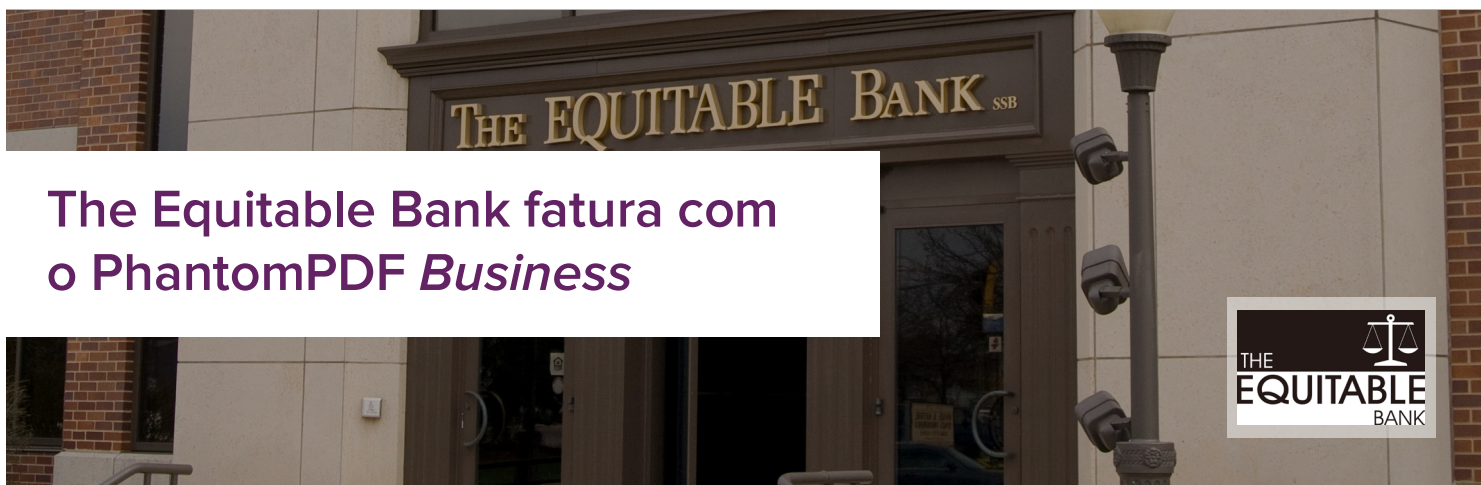 THE EQUITABLE BANK SSB
The Equitable Bank fatura com
o PhantomPDF Business
THE
EQUITABLE
BANK